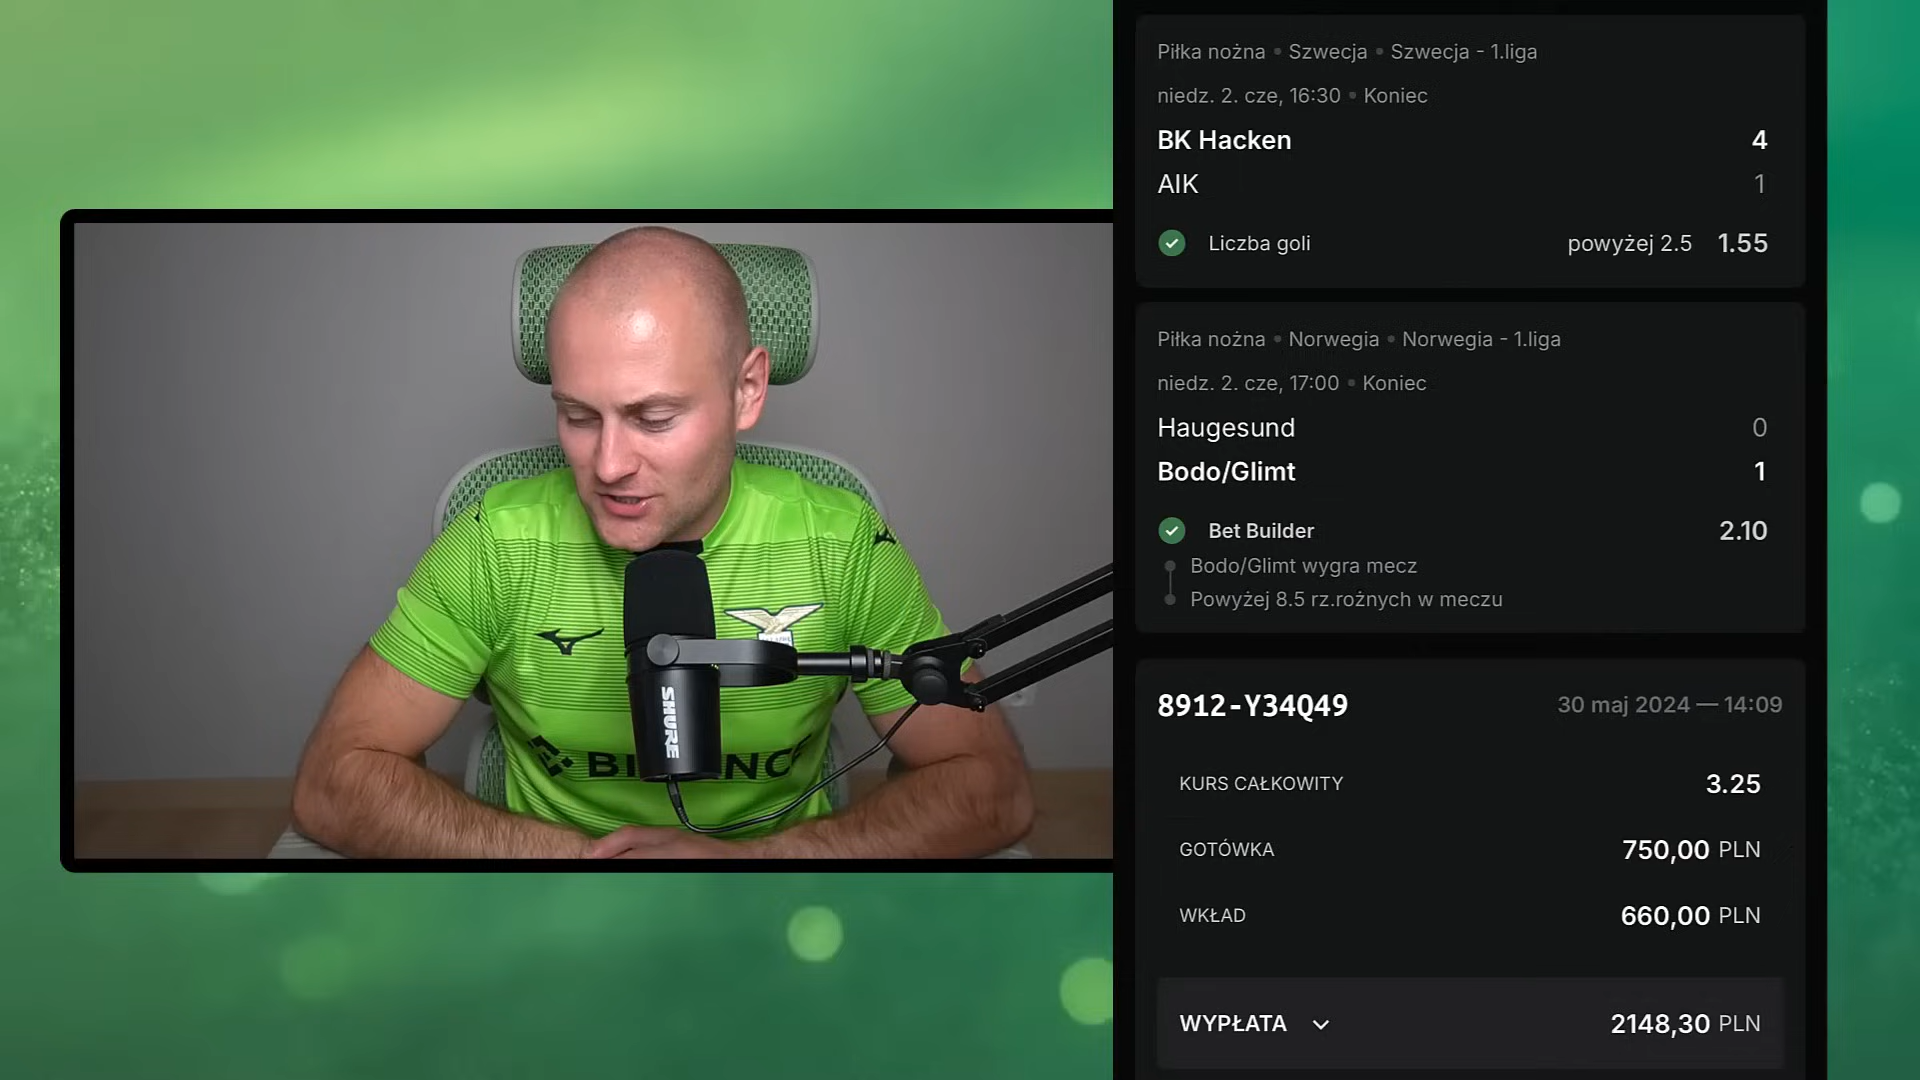 Piłka nożna • Szwecja • Szwecja - 1.liga
niedz. 2. cze, 16:30 • Koniec
BK Hacken 4
AIK 1
Liczba goli powyżej 2.5 1.55
Piłka nożna • Norwegia • Norwegia - 1.liga
niedz. 2. cze, 17:00 • Koniec
Haugesund 0
Bodo/Glimt 1
Bet Builder 2.10
Bodo/Glimt wygra mecz
Powyżej 8.5 rz.rożnych w meczu
8912-Y34Q49 30 maj 2024 — 14:09
KURS CAŁKOWITY 3.25
GOTÓWKA 750,00 PLN
WKŁAD 660,00 PLN
WYPŁATA 2148,30 PLN
SHURE